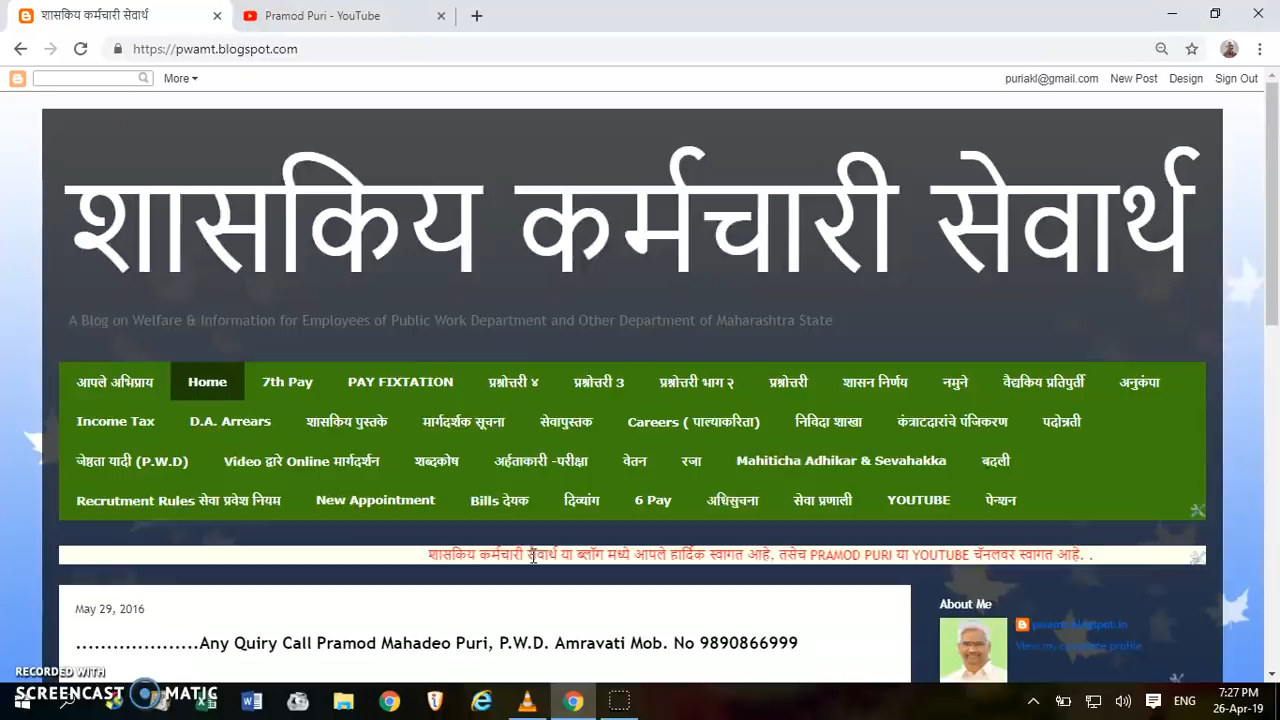 शासकिय कर्मचारी सेवार्थ
Pramod Puri - YouTube
https://pwamt.blogspot.com
More
puriakl@gmail.com New Post Design Sign Out
शासकिय कर्मचारी सेवार्थ
A Blog on Welfare & Information for Employees of Public Work Department and Other Department of Maharashtra State
आपले अभिप्राय Home 7th Pay PAY FIXTATION प्रश्नोत्तरी ४ प्रश्नोत्तरी 3 प्रश्नोत्तरी भाग २ प्रश्नोत्तरी शासन निर्णय नमुने वैद्यकिय प्रतिपुर्ती अनुकंपा
Income Tax D.A. Arrears शासकिय पुस्तके मार्गदर्शक सूचना सेवापुस्तक Careers ( पाल्याकरिता) निविदा शाखा कंत्राटदारांचे पंजिकरण पदोन्नती
जेष्ठता यादी (P.W.D) Video द्वारे Online मार्गदर्शन शब्दकोष अर्हताकारी -परीक्षा वेतन रजा Mahiticha Adhikar & Sevahakka बदली
Recrutment Rules सेवा प्रवेश नियम New Appointment Bills देयक दिव्यांग 6 Pay अधिसुचना सेवा प्रणाली YOUTUBE पेन्शन
शासकिय कर्मचारी सेवार्थ या ब्लॉग मध्ये आपले हार्दिक स्वागत आहे, तसेच PRAMOD PURI या YOUTUBE चॅनलवर स्वागत आहे. .
May 29, 2016
....................Any Quiry Call Pramod Mahadeo Puri, P.W.D. Amravati Mob. No 9890866999
About Me
pwamt.blogspot.in
View my complete profile
RECORDED WITH
SCREENCAST MATIC
ENG
7:27 PM
26-Apr-19